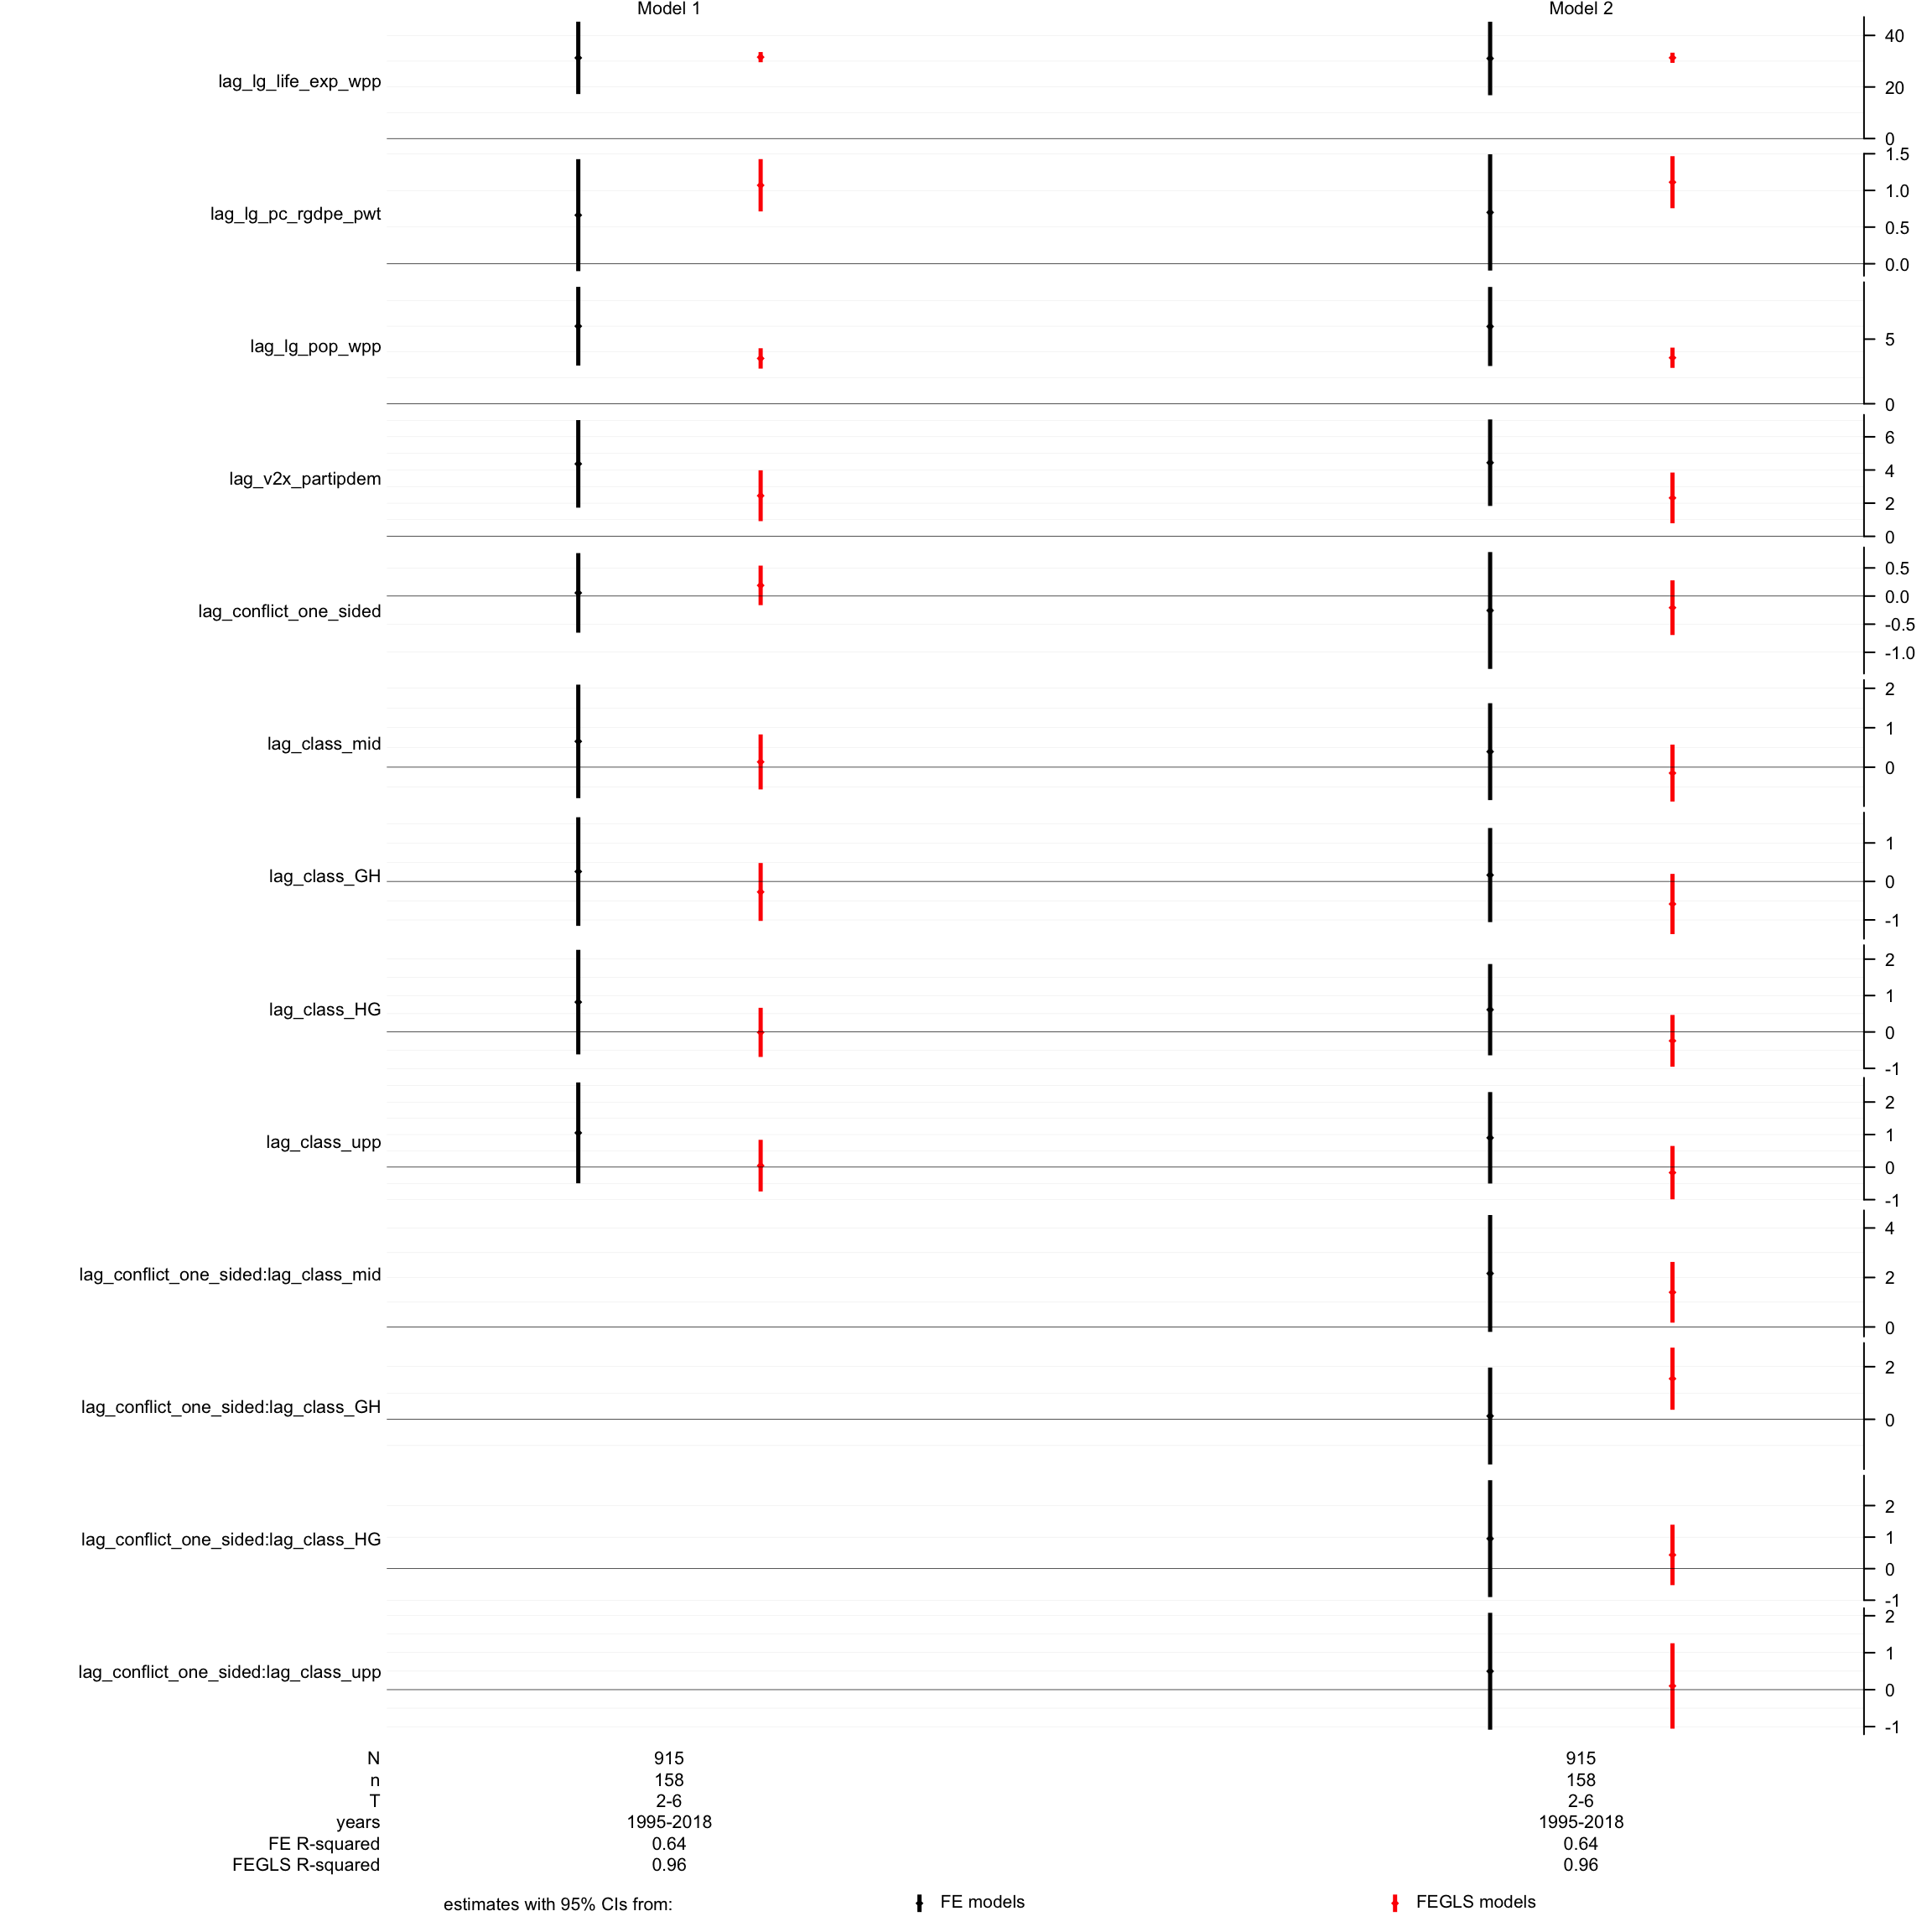 Model 1 Model 2
lag_lg_life_exp_wpp
40
20
0
lag_lg_pc_rgdpe_pwt
1.5
1.0
0.5
0.0
lag_lg_pop_wpp
5
0
lag_v2x_partipdem
6
4
2
0
lag_conflict_one_sided
0.5
0.0
-0.5
-1.0
lag_class_mid
2
1
0
lag_class_GH
1
0
-1
lag_class_HG
2
1
0
-1
lag_class_upp
2
1
0
-1
lag_conflict_one_sided:lag_class_mid
4
2
0
lag_conflict_one_sided:lag_class_GH
2
0
lag_conflict_one_sided:lag_class_HG
2
1
0
-1
lag_conflict_one_sided:lag_class_upp
2
1
0
-1
N 915 915
n 158 158
T 2-6 2-6
years 1995-2018 1995-2018
FE R-squared 0.64 0.64
FEGLS R-squared 0.96 0.96
estimates with 95% CIs from: FE models FEGLS models